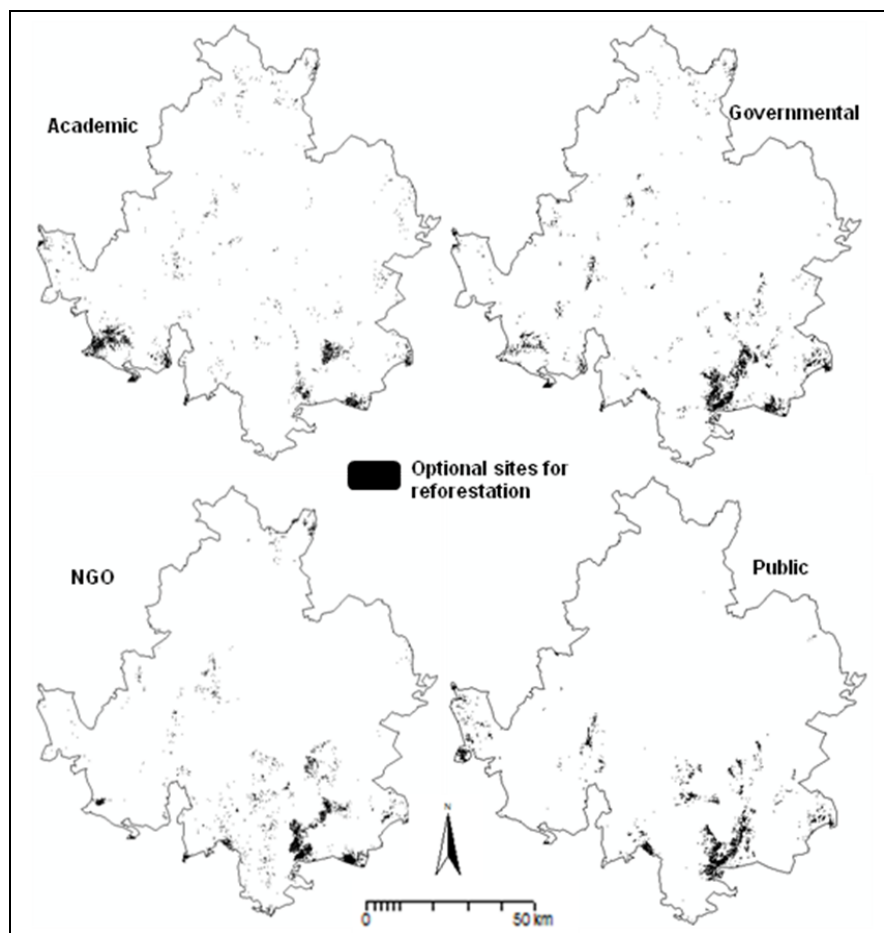 Academic
Governmental
Optional sites for
reforestation
NGO
Public
N
0 50 km